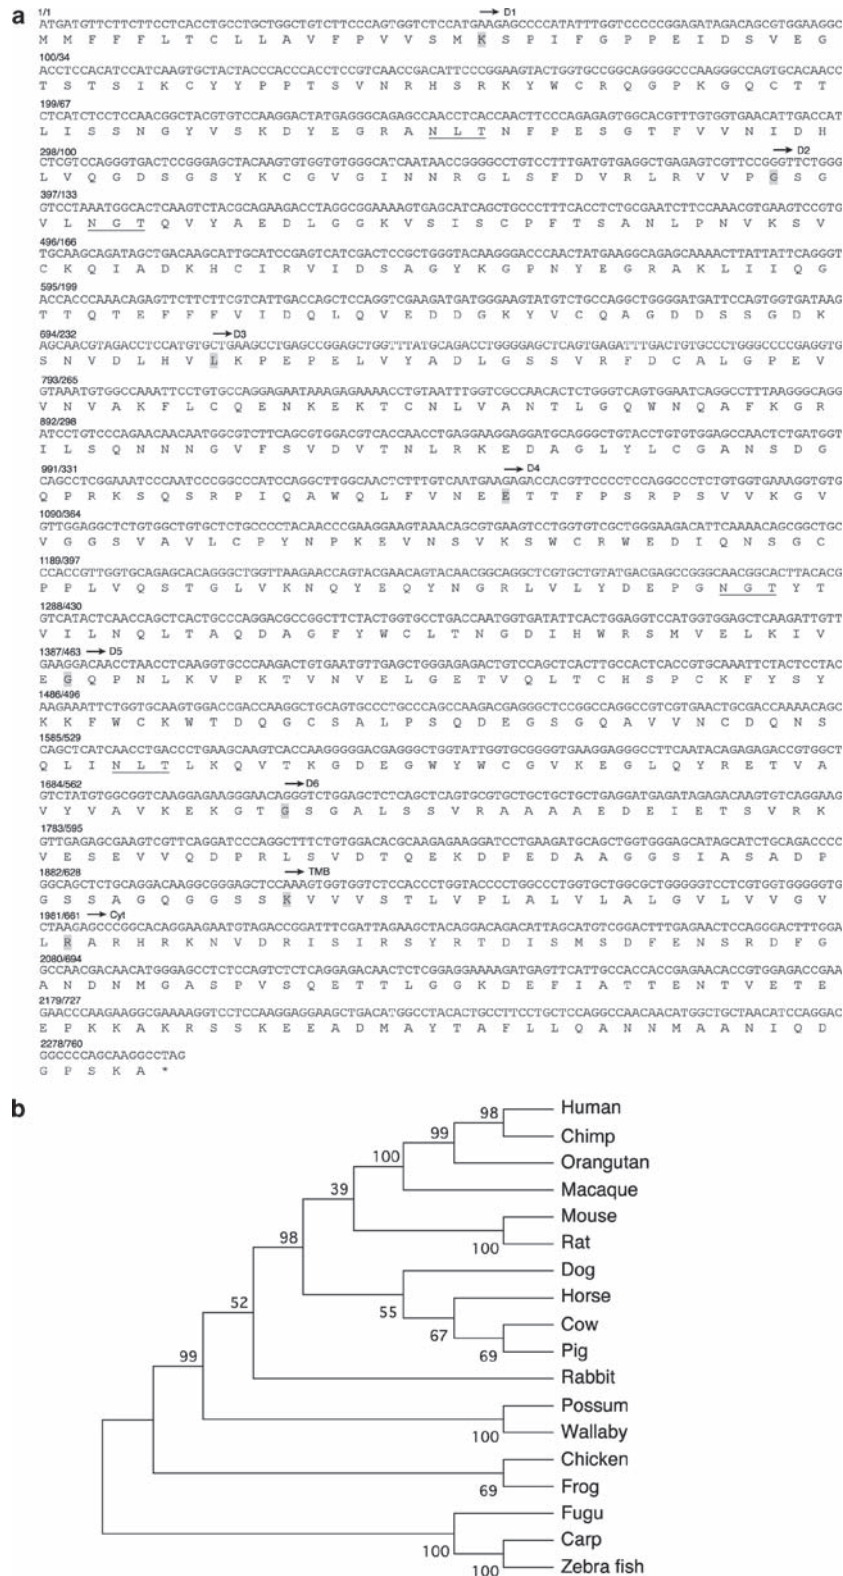 a
1/1 → D1
ATGATGTTCTTCTTCCTCACCTGCCTGCTGGCTGTCTTCCCAGTGGTCTCCATGAAGAGCCCCATATTTGGTCCCCCGGAGATAGACAGCGTGGAAGGC
M M F F F L T C L L A V F P V V S M K S P I F G P P E I D S V E G
100/34
ACCTCCACATCCATCAAGTGCTACTACCCACCCACCTCCGTCAACCGACATTCCCGGAAGTACTGGTGCCGGCAGGGGCCCAAGGGCCAGTGCACAACC
T S T S I K C Y Y P P T S V N R H S R K Y W C R Q G P K G Q C T T
199/67
CTCATCTCCTCCAACGGCTACGTGTCCAAGGACTATGAGGGCAGAGCCAACCTCACCAACTTCCCAGAGAGTGGCACGTTTGTGGTGAACATTGACCAT
L I S S N G Y V S K D Y E G R A N L T N F P E S G T F V V N I D H
298/100 → D2
CTCGTCCAGGGTGACTCCGGGAGCTACAAGTGTGGTGTGGGCATCAATAACCGGGGCCTGTCCTTTGATGTGAGGCTGAGAGTCGTTCCGGGTTCTGGG
L V Q G D S G S Y K C G V G I N N R G L S F D V R L R V V P G S G
397/133
GTCCTAAATGGCACTCAAGTCTACGCAGAAGACCTAGGCGGAAAAGTGAGCATCAGCTGCCCTTTCACCTCTGCGAATCTTCCAAACGTGAAGTCCGTG
V L N G T Q V Y A E D L G G K V S I S C P F T S A N L P N V K S V
496/166
TGCAAGCAGATAGCTGACAAGCATTGCATCCGAGTCATCGACTCCGCTGGGTACAAGGGACCCAACTATGAAGGCAGAGCAAAACTTATTATTCAGGGT
C K Q I A D K H C I R V I D S A G Y K G P N Y E G R A K L I I Q G
595/199
ACCACCCAAACAGAGTTCTTCTTCGTCATTGACCAGCTCCAGGTCGAAGATGATGGGAAGTATGTCTGCCAGGCTGGGGATGATTCCAGTGGTGATAAG
T T Q T E F F F V I D Q L Q V E D D G K Y V C Q A G D D S S G D K
694/232 → D3
AGCAACGTAGACCTCCATGTGCTGAAGCCTGAGCCGGAGCTGGTTTATGCAGACCTGGGGAGCTCAGTGAGATTTGACTGTGCCCTGGGCCCCGAGGTG
S N V D L H V L K P E P E L V Y A D L G S S V R F D C A L G P E V
793/265
GTAAATGTGGCCAAATTCCTGTGCCAGGAGAATAAAGAGAAAACCTGTAATTTGGTCGCCAACACTCTGGGTCAGTGGAATCAGGCCTTTAAGGGCAGG
V N V A K F L C Q E N K E K T C N L V A N T L G Q W N Q A F K G R
892/298
ATCCTGTCCCAGAACAACAATGGCGTCTTCAGCGTGGACGTCACCAACCTGAGGAAGGAGGATGCAGGGCTGTACCTGTGTGGAGCCAACTCTGATGGT
I L S Q N N N G V F S V D V T N L R K E D A G L Y L C G A N S D G
991/331 → D4
CAGCCTCGGAAATCCCAATCCCGGCCCATCCAGGCTTGGCAACTCTTTGTCAATGAAGAGACCACGTTCCCCTCCAGGCCCTCTGTGGTGAAAGGTGTG
Q P R K S Q S R P I Q A W Q L F V N E E T T F P S R P S V V K G V
1090/364
GTTGGAGGCTCTGTGGCTGTGCTCTGCCCCTACAACCCGAAGGAAGTAAACAGCGTGAAGTCCTGGTGTCGCTGGGAAGACATTCAAAACAGCGGCTGC
V G G S V A V L C P Y N P K E V N S V K S W C R W E D I Q N S G C
1189/397
CCACCGTTGGTGCAGAGCACAGGGCTGGTTAAGAACCAGTACGAACAGTACAACGGCAGGCTCGTGCTGTATGACGAGCCGGGCAACGGCACTTACACG
P P L V Q S T G L V K N Q Y E Q Y N G R L V L Y D E P G N G T Y T
1288/430
GTCATACTCAACCAGCTCACTGCCCAGGACGCCGGCTTCTACTGGTGCCTGACCAATGGTGATATTCACTGGAGGTCCATGGTGGAGCTCAAGATTGTT
V I L N Q L T A Q D A G F Y W C L T N G D I H W R S M V E L K I V
1387/463 → D5
GAAGGACAACCTAACCTCAAGGTGCCCAAGACTGTGAATGTTGAGCTGGGAGAGACTGTCCAGCTCACTTGCCACTCACCGTGCAAATTCTACTCCTAC
E G Q P N L K V P K T V N V E L G E T V Q L T C H S P C K F Y S Y
1486/496
AAGAAATTCTGGTGCAAGTGGACCGACCAAGGCTGCAGTGCCCTGCCCAGCCAAGACGAGGGCTCCGGCCAGGCCGTCGTGAACTGCGACCAAAACAGC
K K F W C K W T D Q G C S A L P S Q D E G S G Q A V V N C D Q N S
1585/529
CAGCTCATCAACCTGACCCTGAAGCAAGTCACCAAGGGGGACGAGGGCTGGTATTGGTGCGGGGTGAAGGAGGGCCTTCAATACAGAGAGACCGTGGCT
Q L I N L T L K Q V T K G D E G W Y W C G V K E G L Q Y R E T V A
1684/562 → D6
GTCTATGTGGCGGTCAAGGAGAAGGGAACAGGGTCTGGAGCTCTCAGCTCAGTGCGTGCTGCTGCTGCTGAGGATGAGATAGAGACAAGTGTCAGGAAG
V Y V A V K E K G T G S G A L S S V R A A A A E D E I E T S V R K
1783/595
GTTGAGAGCGAAGTCGTTCAGGATCCCAGGCTTTCTGTGGACACGCAAGAGAAGGATCCTGAAGATGCAGCTGGTGGGAGCATAGCATCTGCAGACCCC
V E S E V V Q D P R L S V D T Q E K D P E D A A G G S I A S A D P
1882/628 → TMB
GGCAGCTCTGCAGGACAAGGCGGGAGCTCCAAAGTGGTGGTCTCCACCCTGGTACCCCTGGCCCTGGTGCTGGCGCTGGGGGTCCTCGTGGTGGGGGTG
G S S A G Q G G S S K V V V S T L V P L A L V L A L G V L V V G V
1981/661 → Cyt
CTAAGAGCCCGGCACAGGAAGAATGTAGACCGGATTTCGATTAGAAGCTACAGGACAGACATTAGCATGTCGGACTTTGAGAACTCCAGGGACTTTGGA
L R A R H R K N V D R I S I R S Y R T D I S M S D F E N S R D F G
2080/694
GCCAACGACAACATGGGAGCCTCTCCAGTCTCTCAGGAGACAACTCTCGGAGGAAAAGATGAGTTCATTGCCACCACCGAGAACACCGTGGAGACCGAA
A N D N M G A S P V S Q E T T L G G K D E F I A T T E N T V E T E
2179/727
GAACCCAAGAAGGCGAAAAGGTCCTCCAAGGAGGAAGCTGACATGGCCTACACTGCCTTCCTGCTCCAGGCCAACAACATGGCTGCTAACATCCAGGAC
E P K K A K R S S K E E A D M A Y T A F L L Q A N N M A A N I Q D
2278/760
GGCCCCAGCAAGGCCTAG
G P S K A *
b
Human
98
Chimp
99
Orangutan
100
Macaque
39
Mouse
100
Rat
98
Dog
55
Horse
67
Cow
69
Pig
52
Rabbit
99
Possum
100
Wallaby
Chicken
69
Frog
Fugu
100
Carp
100
Zebra fish